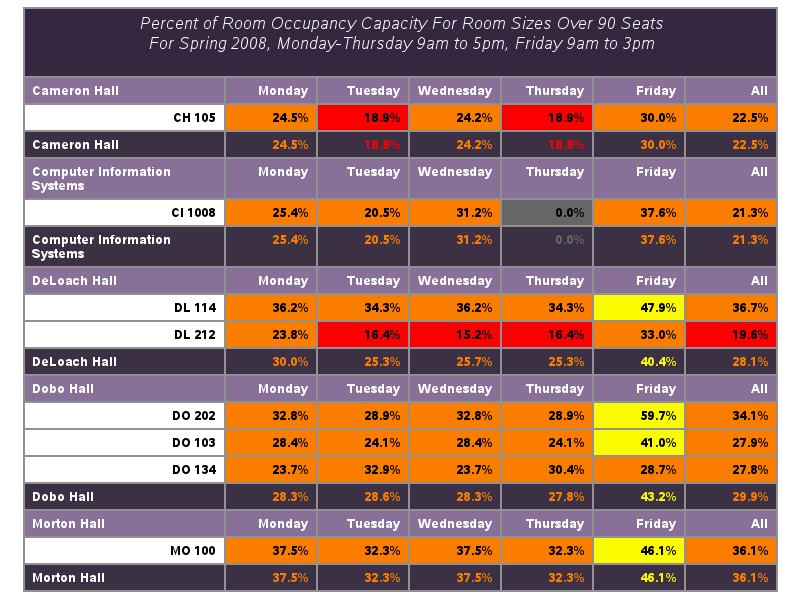 Percent of Room Occupancy Capacity For Room Sizes Over 90 Seats
For Spring 2008, Monday-Thursday 9am to 5pm, Friday 9am to 3pm
Cameron Hall Monday Tuesday Wednesday Thursday Friday All
CH 105 24.5% 18.9% 24.2% 18.9% 30.0% 22.5%
Cameron Hall 24.5% 18.9% 24.2% 18.9% 30.0% 22.5%
Computer Information Monday Tuesday Wednesday Thursday Friday All
Systems
CI 1008 25.4% 20.5% 31.2% 0.0% 37.6% 21.3%
Computer Information 25.4% 20.5% 31.2% 0.0% 37.6% 21.3%
Systems
DeLoach Hall Monday Tuesday Wednesday Thursday Friday All
DL 114 36.2% 34.3% 36.2% 34.3% 47.9% 36.7%
DL 212 23.8% 16.4% 15.2% 16.4% 33.0% 19.6%
DeLoach Hall 30.0% 25.3% 25.7% 25.3% 40.4% 28.1%
Dobo Hall Monday Tuesday Wednesday Thursday Friday All
DO 202 32.8% 28.9% 32.8% 28.9% 59.7% 34.1%
DO 103 28.4% 24.1% 28.4% 24.1% 41.0% 27.9%
DO 134 23.7% 32.9% 23.7% 30.4% 28.7% 27.8%
Dobo Hall 28.3% 28.6% 28.3% 27.8% 43.2% 29.9%
Morton Hall Monday Tuesday Wednesday Thursday Friday All
MO 100 37.5% 32.3% 37.5% 32.3% 46.1% 36.1%
Morton Hall 37.5% 32.3% 37.5% 32.3% 46.1% 36.1%